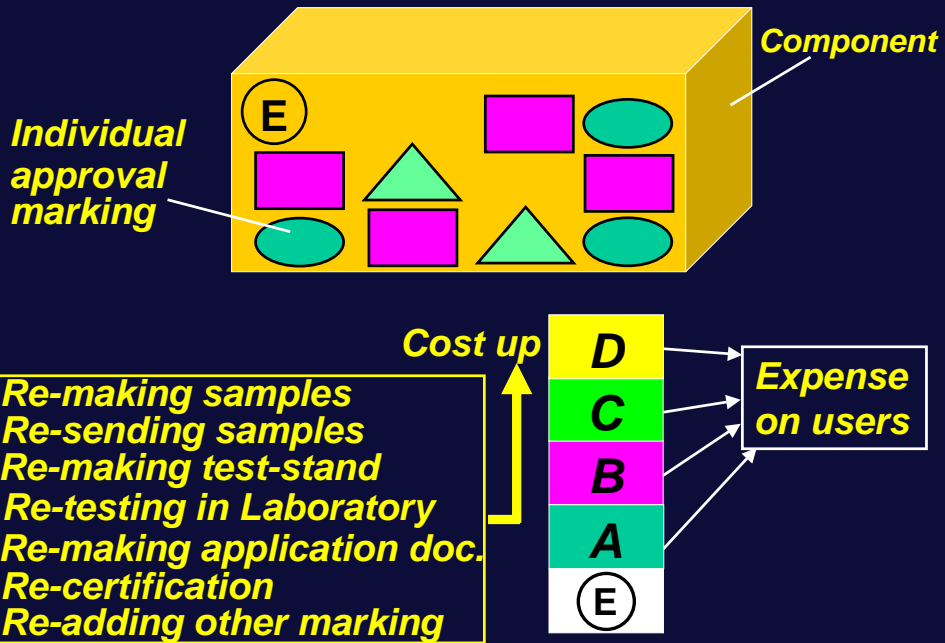 Component
E
Individual
approval
marking
Cost up
D
C
B
A
E
Expense
on users
Re-making samples
Re-sending samples
Re-making test-stand
Re-testing in Laboratory
Re-making application doc.
Re-certification
Re-adding other marking